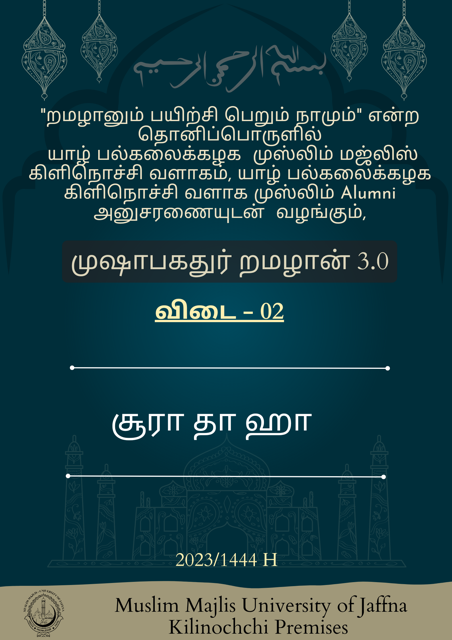 بسم الله الرحمن الرحيم
"றமழானும் பயிற்சி பெறும் நாமும்" என்ற
தொனிப்பொருளில்
யாழ் பல்கலைக்கழக முஸ்லிம் மஜ்லிஸ்
கிளிநொச்சி வளாகம், யாழ் பல்கலைக்கழக
கிளிநொச்சி வளாக முஸ்லிம் Alumni
அனுசரணையுடன் வழங்கும்,
முஷாபகதுர் றமழான் 3.0
விடை - 02
சூரா தா ஹா
2023/1444 H
Muslim Majlis University of Jaffna
Kilinochchi Premises